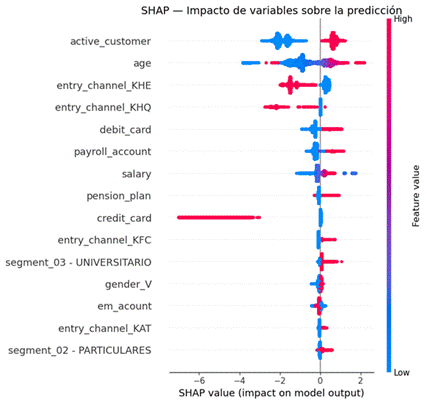 SHAP — Impacto de variables sobre la predicción
High
active_customer
age
entry_channel_KHE
entry_channel_KHQ
debit_card
payroll_account
salary
pension_plan
credit_card
entry_channel_KFC
segment_03 - UNIVERSITARIO
gender_V
em_acount
entry_channel_KAT
segment_02 - PARTICULARES
Feature value
Low
−6 −4 −2 0 2
SHAP value (impact on model output)